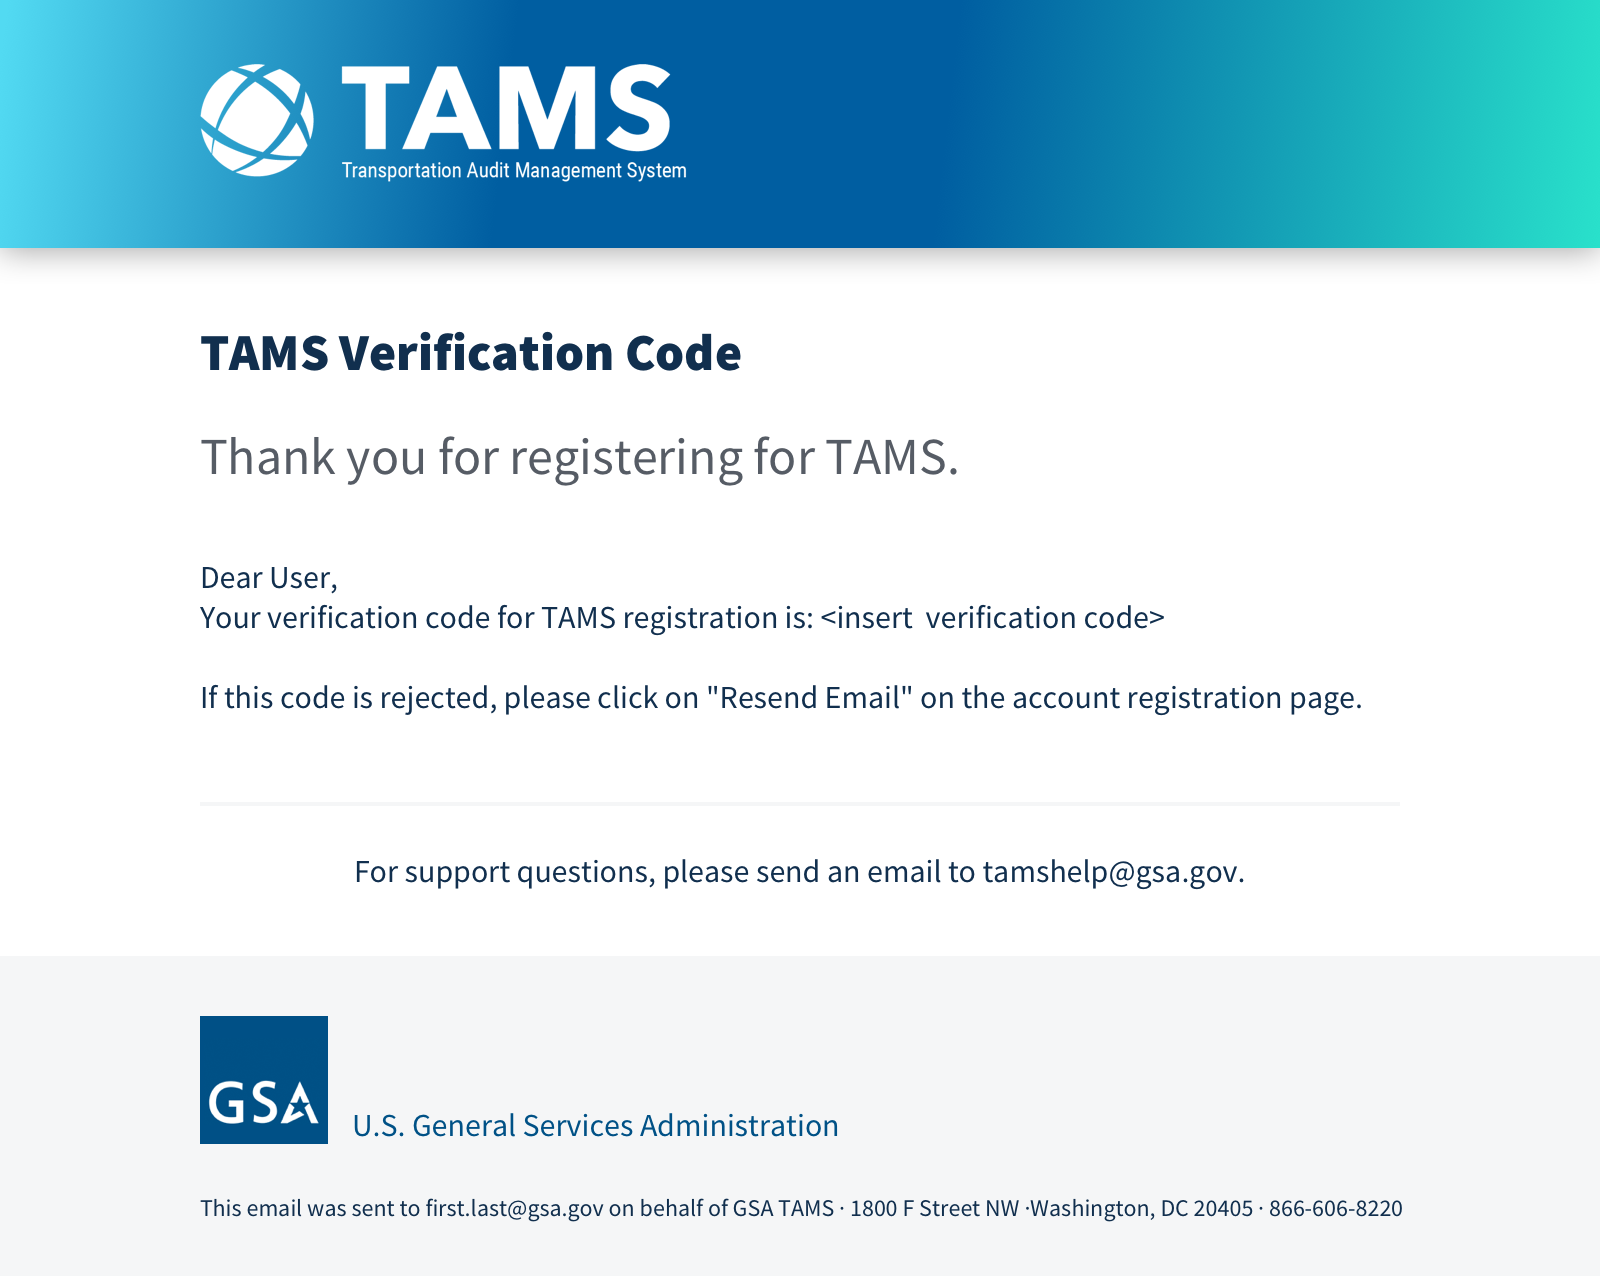 TAMS
Transportation Audit Management System
TAMS Verification Code
Thank you for registering for TAMS.
Dear User,
Your verification code for TAMS registration is: <insert  verification code>
If this code is rejected, please click on "Resend Email" on the account registration page.
For support questions, please send an email to tamshelp@gsa.gov.
GSA
U.S. General Services Administration
This email was sent to first.last@gsa.gov on behalf of GSA TAMS · 1800 F Street NW ·Washington, DC 20405 · 866-606-8220